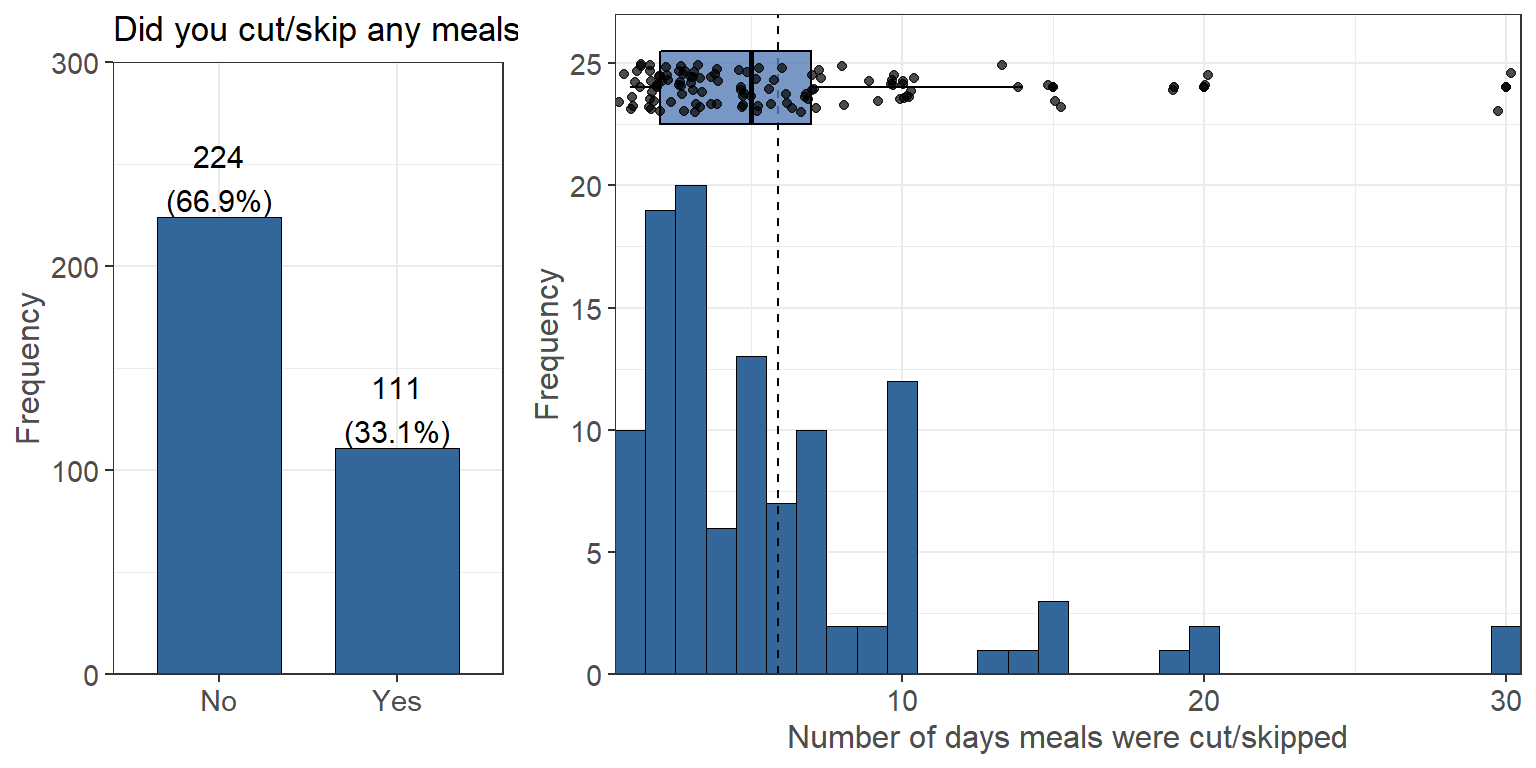 Did you cut/skip any meals
Frequency
300
200
100
0
224
(66.9%)
111
(33.1%)
No
Yes
Frequency
25
20
15
10
5
0
10
20
30
Number of days meals were cut/skipped